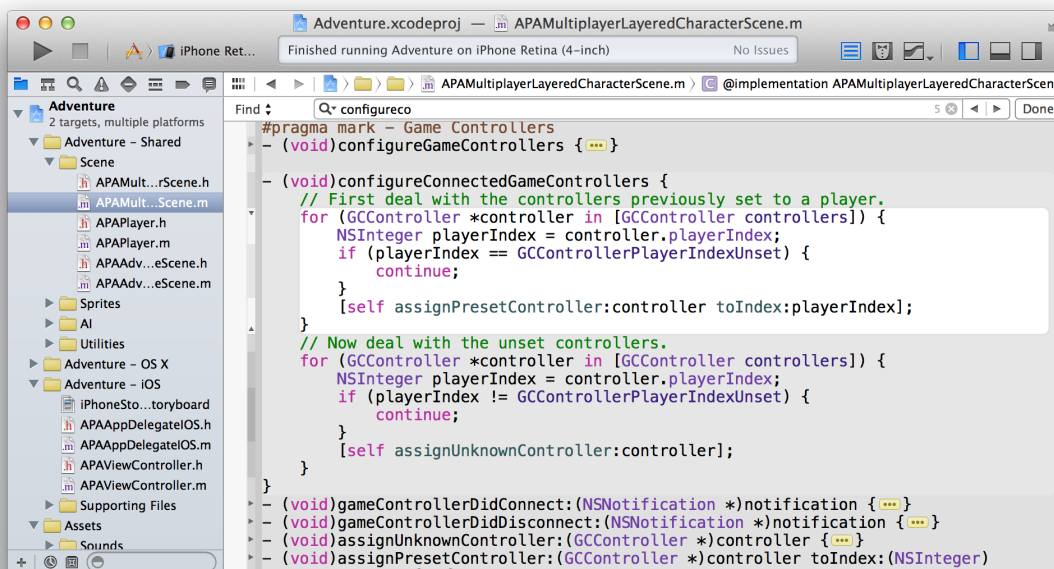 Adventure.xcodeproj — APAMultiplayerLayeredCharacterScene.m
iPhone Ret...
Finished running Adventure on iPhone Retina (4-inch) No Issues
APAMultiplayerLayeredCharacterScene.m @implementation APAMultiplayerLayeredCharacterScen
Find configureco 5 Done
Adventure
2 targets, multiple platforms
Adventure – Shared
Scene
APAMult...rScene.h
APAMult...Scene.m
APAPlayer.h
APAPlayer.m
APAAdv...eScene.h
APAAdv...eScene.m
Sprites
AI
Utilities
Adventure – OS X
Adventure – iOS
iPhoneSto...toryboard
APAAppDelegateIOS.h
APAAppDelegateIOS.m
APAViewController.h
APAViewController.m
Supporting Files
Assets
Sounds
#pragma mark - Game Controllers
- (void)configureGameControllers {...}
- (void)configureConnectedGameControllers {
// First deal with the controllers previously set to a player.
for (GCController *controller in [GCController controllers]) {
NSInteger playerIndex = controller.playerIndex;
if (playerIndex == GCControllerPlayerIndexUnset) {
continue;
}
[self assignPresetController:controller toIndex:playerIndex];
}
// Now deal with the unset controllers.
for (GCController *controller in [GCController controllers]) {
NSInteger playerIndex = controller.playerIndex;
if (playerIndex != GCControllerPlayerIndexUnset) {
continue;
}
[self assignUnknownController:controller];
}
}
- (void)gameControllerDidConnect:(NSNotification *)notification {...}
- (void)gameControllerDidDisconnect:(NSNotification *)notification {...}
- (void)assignUnknownController:(GCController *)controller {...}
- (void)assignPresetController:(GCController *)controller toIndex:(NSInteger)